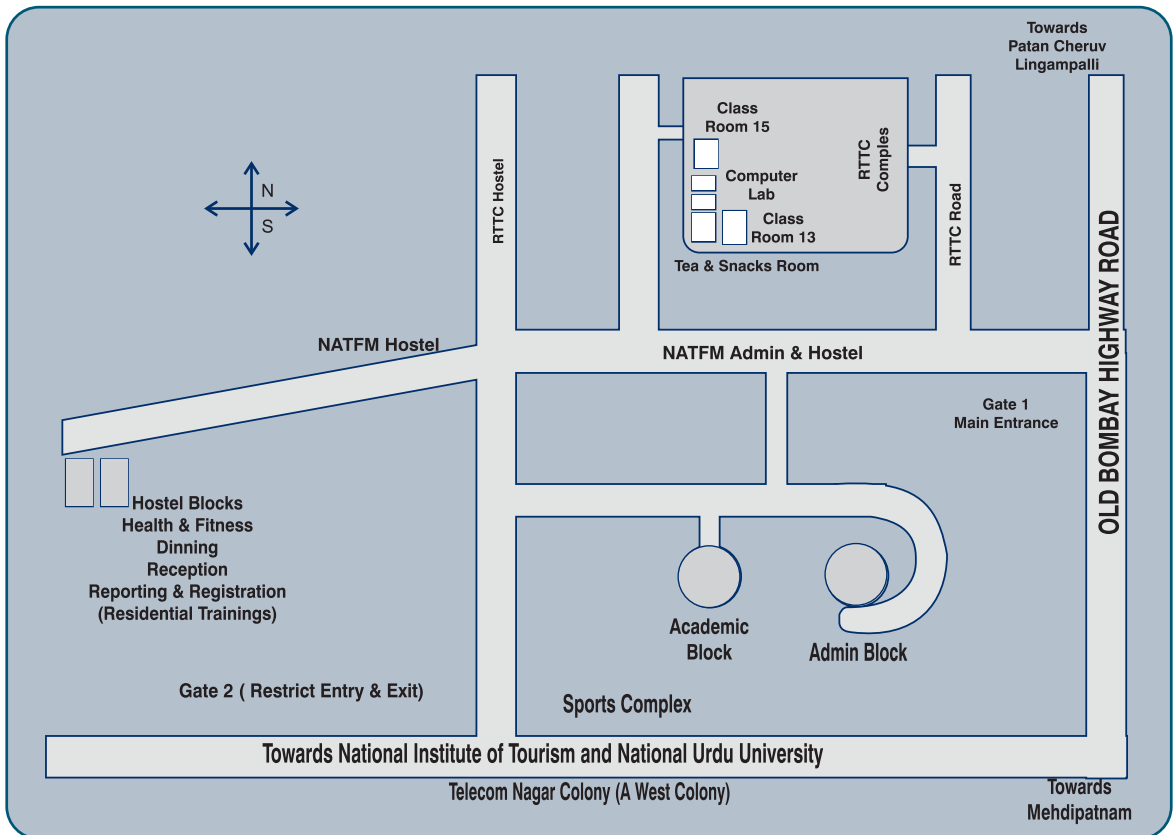 Towards
Patan Cheruv
Lingampalli
Class
Room 15
RTTC
Comples
Computer
Lab
Class
Room 13
Tea & Snacks Room
N
S
RTTC Hostel
RTTC Road
OLD BOMBAY HIGHWAY ROAD
NATFM Hostel
NATFM Admin & Hostel
Gate 1
Main Entrance
Hostel Blocks
Health & Fitness
Dinning
Reception
Reporting & Registration
(Residential Trainings)
Academic
Block
Admin Block
Gate 2 ( Restrict Entry & Exit)
Sports Complex
Towards National Institute of Tourism and National Urdu University
Telecom Nagar Colony (A West Colony)
Towards
Mehdipatnam